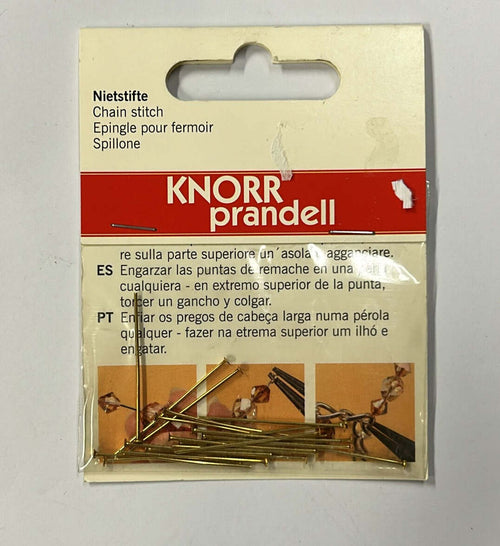 Nietstifte
Chain stitch
Epingle pour fermoir
Spillone
KNORR
prandell
re sulla parte superiore un´asola agganciare.
ES Engarzar las puntas de remache en una
cualquiera - en extremo superior de la punta,
torcer un gancho y colgar.
PT Enfiar os pregos de cabeça larga numa pérola
qualquer - fazer na etrema superior um ilhó e
engatar.